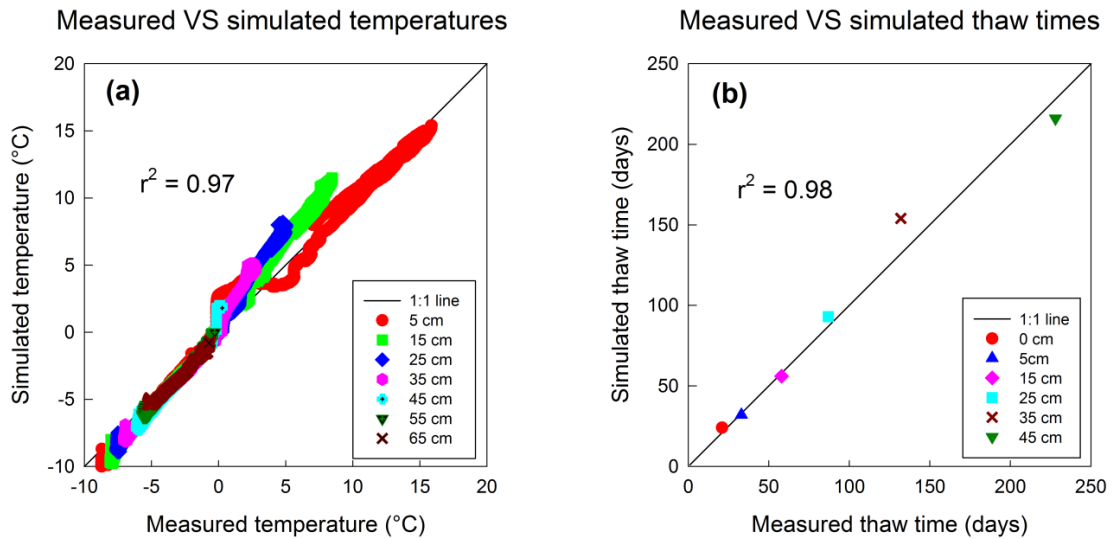 Measured VS simulated temperatures
(a)
r² = 0.97
Simulated temperature (°C)
20
15
10
5
0
-5
-10
-10 -5 0 5 10 15 20
Measured temperature (°C)
1:1 line
5 cm
15 cm
25 cm
35 cm
45 cm
55 cm
65 cm
Measured VS simulated thaw times
(b)
r² = 0.98
Simulated thaw time (days)
250
200
150
100
50
0
0 50 100 150 200 250
Measured thaw time (days)
1:1 line
0 cm
5cm
15 cm
25 cm
35 cm
45 cm